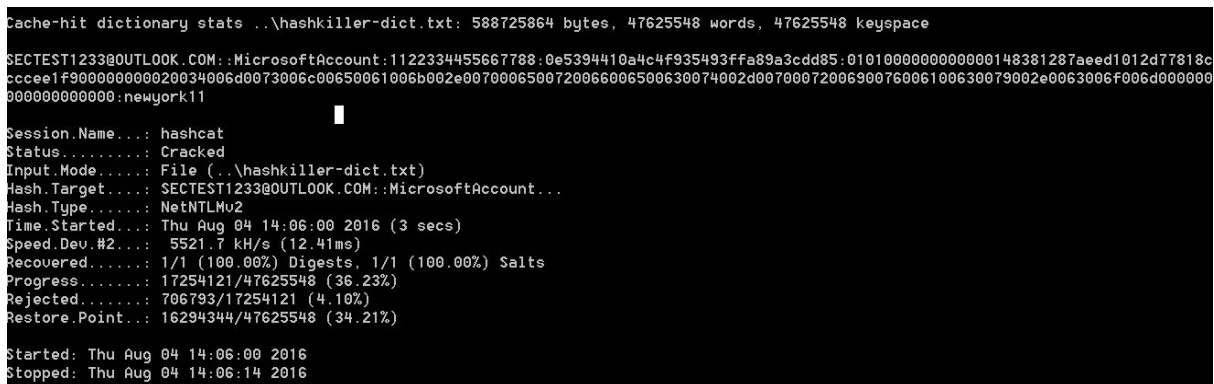 Cache-hit dictionary stats ..\hashkiller-dict.txt: 588725864 bytes, 47625548 words, 47625548 keyspace
SECTEST1233@OUTLOOK.COM::MicrosoftAccount:1122334455667788:0e5394410a4c4f935493ffa89a3cdd85:0101000000000000148381287aeed1012d77818c
cccee1f90000000020034006d0073006c00650061006b002e00700065007200660065006300740002d0070007200690076006100630079002e0063006f006d000000
000000000000:newyork11
Session.Name...: hashcat
Status.........: Cracked
Input.Mode.....: File (..\hashkiller-dict.txt)
Hash.Target....: SECTEST1233@OUTLOOK.COM::MicrosoftAccount...
Hash.Type......: NetNTLMv2
Time.Started...: Thu Aug 04 14:06:00 2016 (3 secs)
Speed.Dev.#2...:  5521.7 kH/s (12.41ms)
Recovered......: 1/1 (100.00%) Digests, 1/1 (100.00%) Salts
Progress.......: 17254121/47625548 (36.23%)
Rejected.......: 706793/17254121 (4.10%)
Restore.Point..: 16294344/47625548 (34.21%)
Started: Thu Aug 04 14:06:00 2016
Stopped: Thu Aug 04 14:06:14 2016